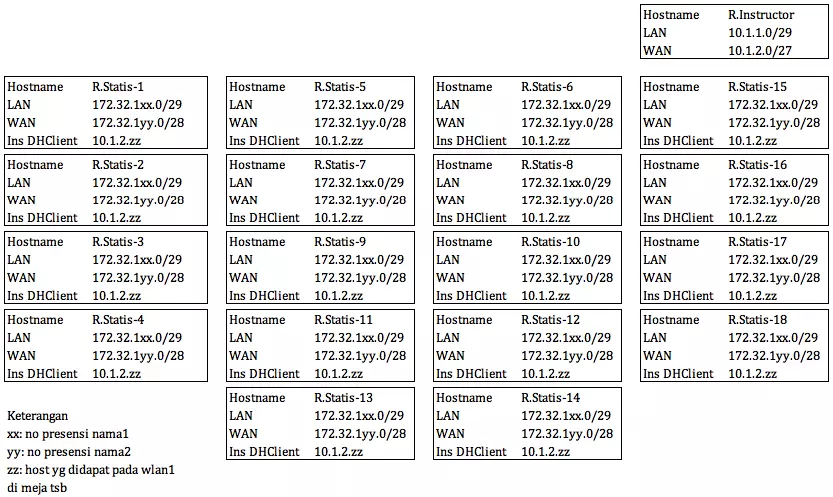 Hostname R.Instructor
LAN 10.1.1.0/29
WAN 10.1.2.0/27
Hostname R.Statis-1
LAN 172.32.1xx.0/29
WAN 172.32.1yy.0/28
Ins DHClient 10.1.2.zz
Hostname R.Statis-2
LAN 172.32.1xx.0/29
WAN 172.32.1yy.0/28
Ins DHClient 10.1.2.zz
Hostname R.Statis-3
LAN 172.32.1xx.0/29
WAN 172.32.1yy.0/28
Ins DHClient 10.1.2.zz
Hostname R.Statis-4
LAN 172.32.1xx.0/29
WAN 172.32.1yy.0/28
Ins DHClient 10.1.2.zz
Keterangan
xx: no presensi nama1
yy: no presensi nama2
zz: host yg didapat pada wlan1
di meja tsb
Hostname R.Statis-5
LAN 172.32.1xx.0/29
WAN 172.32.1yy.0/28
Ins DHClient 10.1.2.zz
Hostname R.Statis-7
LAN 172.32.1xx.0/29
WAN 172.32.1yy.0/28
Ins DHClient 10.1.2.zz
Hostname R.Statis-9
LAN 172.32.1xx.0/29
WAN 172.32.1yy.0/28
Ins DHClient 10.1.2.zz
Hostname R.Statis-11
LAN 172.32.1xx.0/29
WAN 172.32.1yy.0/28
Ins DHClient 10.1.2.zz
Hostname R.Statis-13
LAN 172.32.1xx.0/29
WAN 172.32.1yy.0/28
Ins DHClient 10.1.2.zz
Hostname R.Statis-6
LAN 172.32.1xx.0/29
WAN 172.32.1yy.0/28
Ins DHClient 10.1.2.zz
Hostname R.Statis-8
LAN 172.32.1xx.0/29
WAN 172.32.1yy.0/28
Ins DHClient 10.1.2.zz
Hostname R.Statis-10
LAN 172.32.1xx.0/29
WAN 172.32.1yy.0/28
Ins DHClient 10.1.2.zz
Hostname R.Statis-12
LAN 172.32.1xx.0/29
WAN 172.32.1yy.0/28
Ins DHClient 10.1.2.zz
Hostname R.Statis-14
LAN 172.32.1xx.0/29
WAN 172.32.1yy.0/28
Ins DHClient 10.1.2.zz
Hostname R.Statis-15
LAN 172.32.1xx.0/29
WAN 172.32.1yy.0/28
Ins DHClient 10.1.2.zz
Hostname R.Statis-16
LAN 172.32.1xx.0/29
WAN 172.32.1yy.0/28
Ins DHClient 10.1.2.zz
Hostname R.Statis-17
LAN 172.32.1xx.0/29
WAN 172.32.1yy.0/28
Ins DHClient 10.1.2.zz
Hostname R.Statis-18
LAN 172.32.1xx.0/29
WAN 172.32.1yy.0/28
Ins DHClient 10.1.2.zz